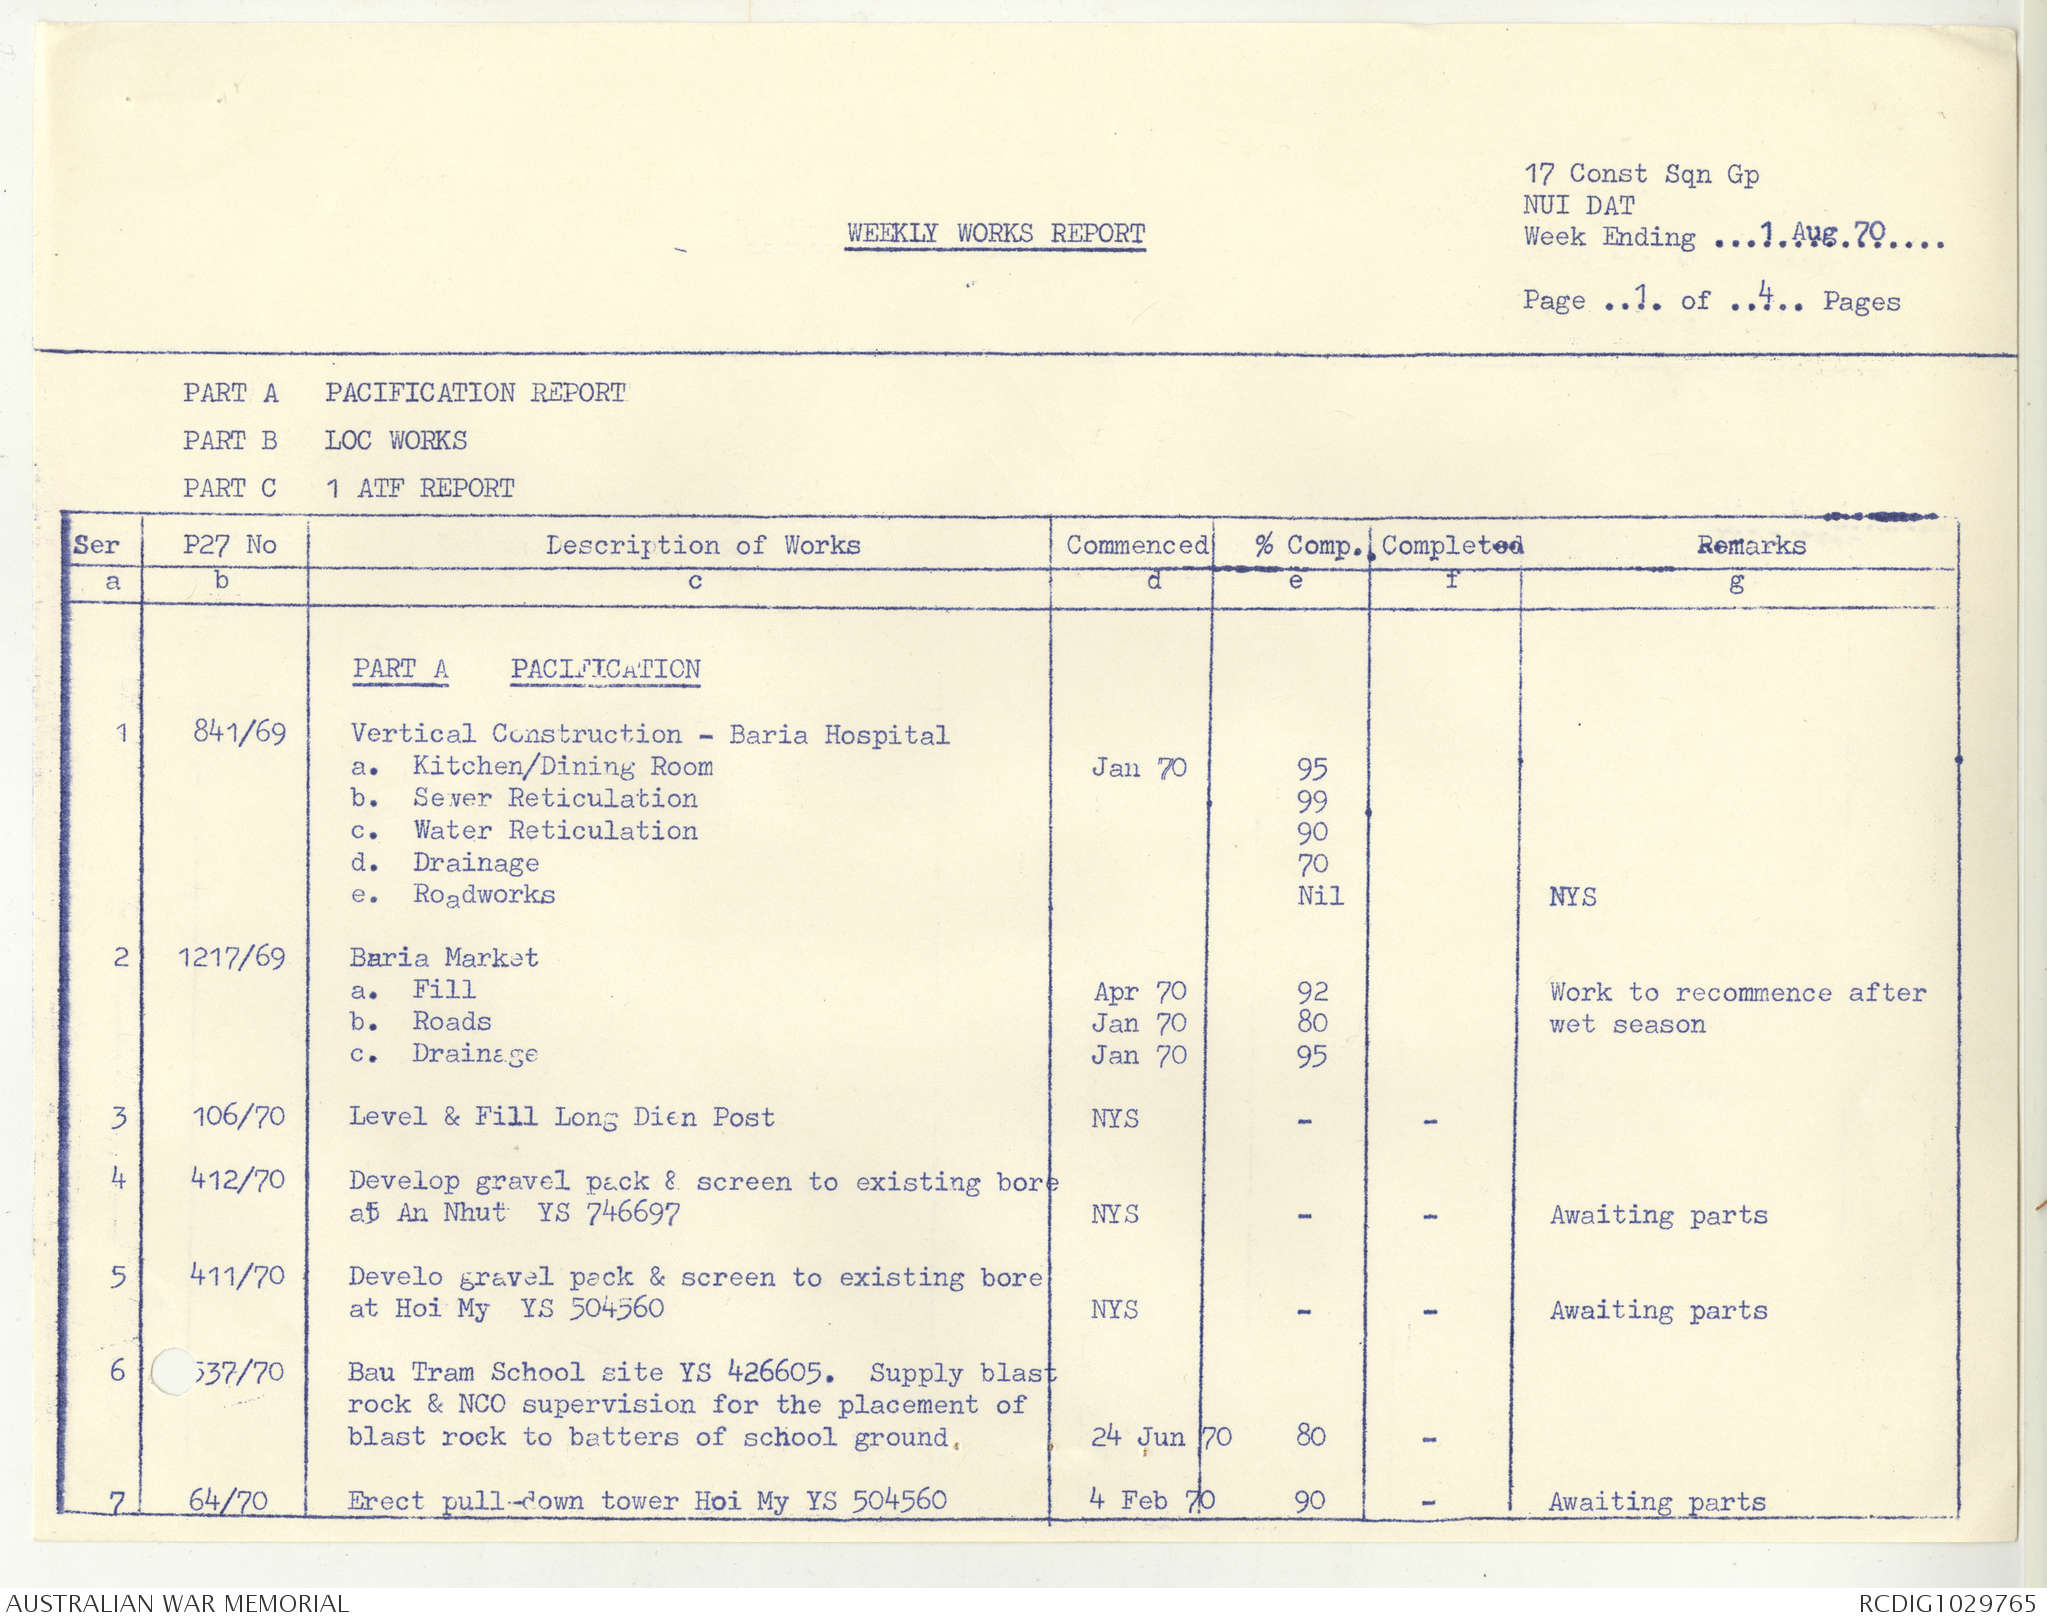 17 Const Sqn Gp
NUI DAT
WEEKLY WORKS REPORT
Week Ending ...1 Aug 70.....
Page ..1. of ..4.. Pages
PART A PACIFICATION REPORT
PART B LOC WORKS
PART C 1 ATF REPORT
Ser P27 No Description of Works Commenced % Comp. Completed Remarks
a b c d e f g
PART A PACIFICATION
1 841/69 Vertical Construction - Baria Hospital
a. Kitchen/Dining Room Jan 70 95
b. Sewer Reticulation 99
c. Water Reticulation 90
d. Drainage 70
e. Roadworks Nil NYS
2 1217/69 Baria Market
a. Fill Apr 70 92 Work to recommence after
b. Roads Jan 70 80 wet season
c. Drainage Jan 70 95
3 106/70 Level & Fill Long Dien Post NYS - -
4 412/70 Develop gravel pack & screen to existing bore
at An Nhut YS 746697 NYS - - Awaiting parts
5 411/70 Develo gravel pack & screen to existing bore
at Hoi My YS 504560 NYS - - Awaiting parts
6 537/70 Bau Tram School site YS 426605. Supply blast
rock & NCO supervision for the placement of
blast rock to batters of school ground. 24 Jun 70 80 -
7 64/70 Erect pull-down tower Hoi My YS 504560 4 Feb 70 90 - Awaiting parts
AUSTRALIAN WAR MEMORIAL RCDIG1029765